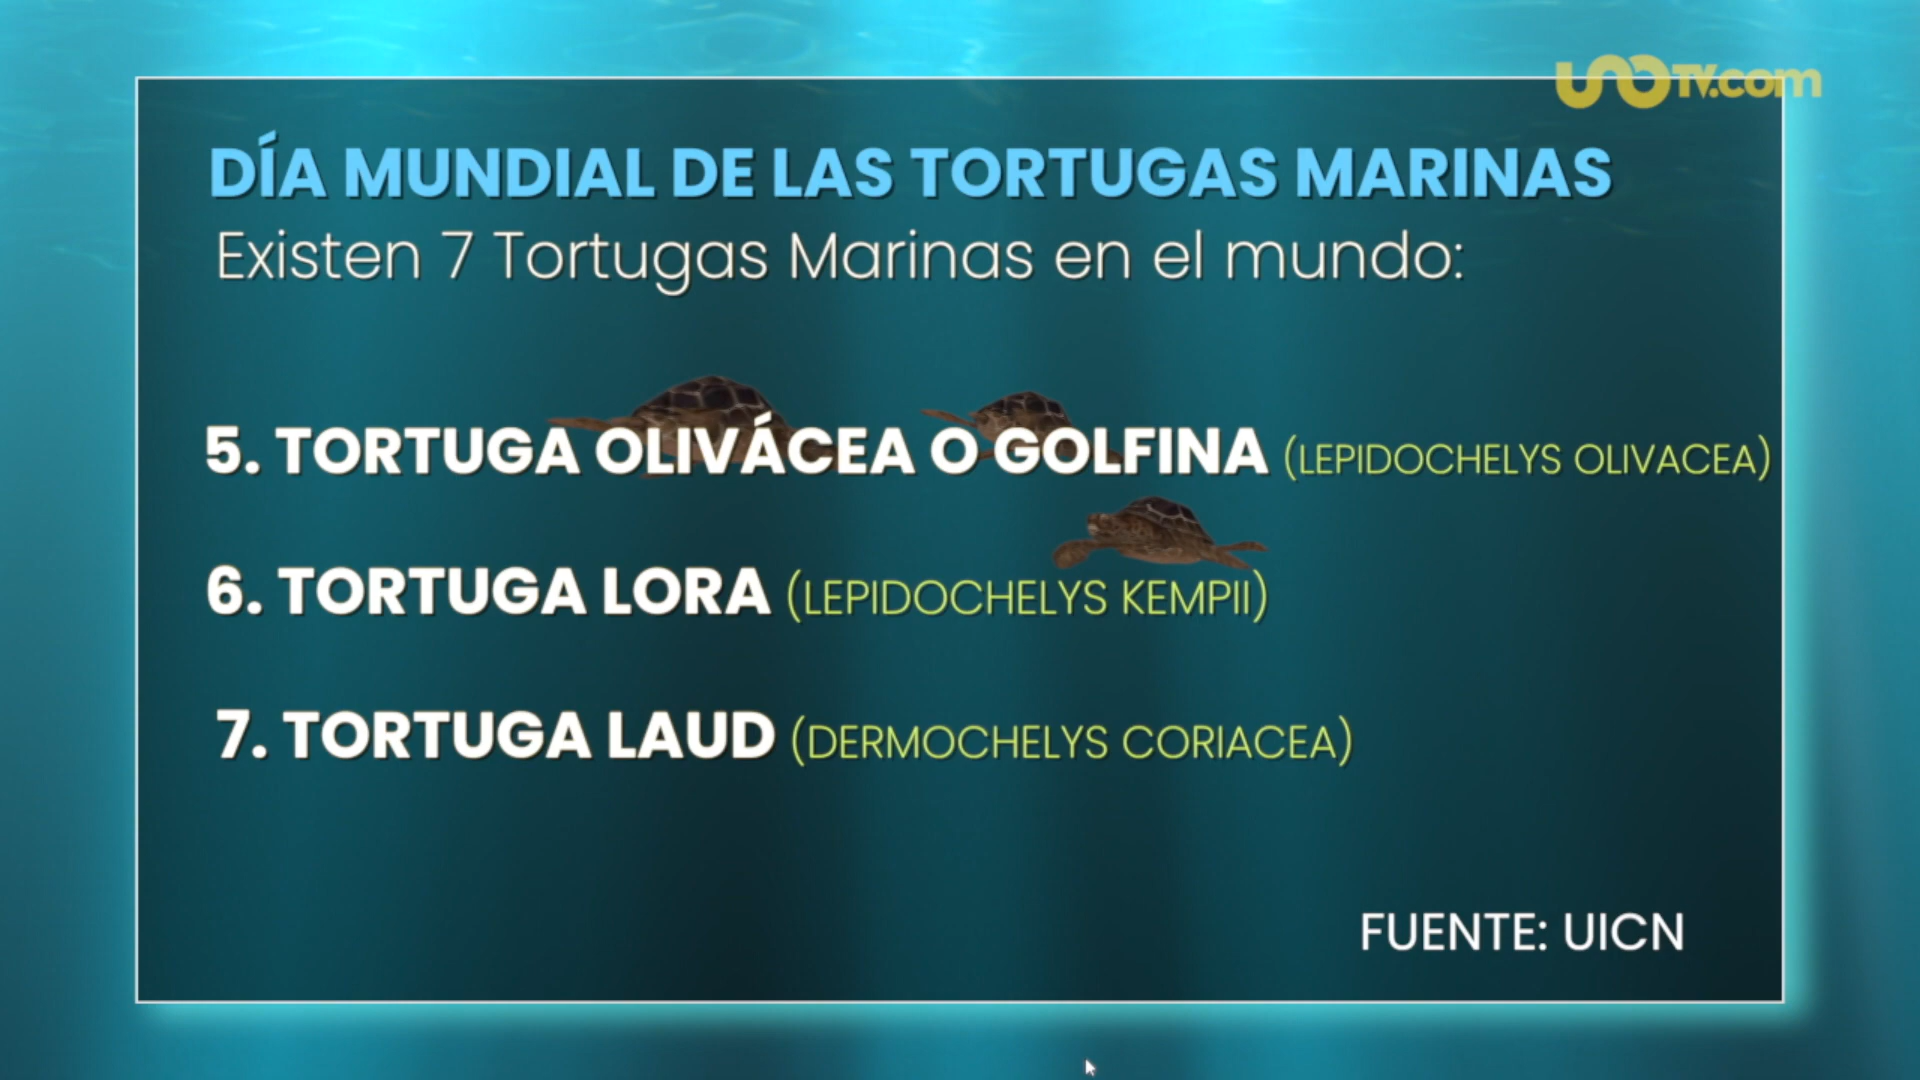 UNOTV.com
DÍA MUNDIAL DE LAS TORTUGAS MARINAS
Existen 7 Tortugas Marinas en el mundo:
5. TORTUGA OLIVÁCEA O GOLFINA (LEPIDOCHELYS OLIVACEA)
6. TORTUGA LORA (LEPIDOCHELYS KEMPII)
7. TORTUGA LAUD (DERMOCHELYS CORIACEA)
FUENTE: UICN